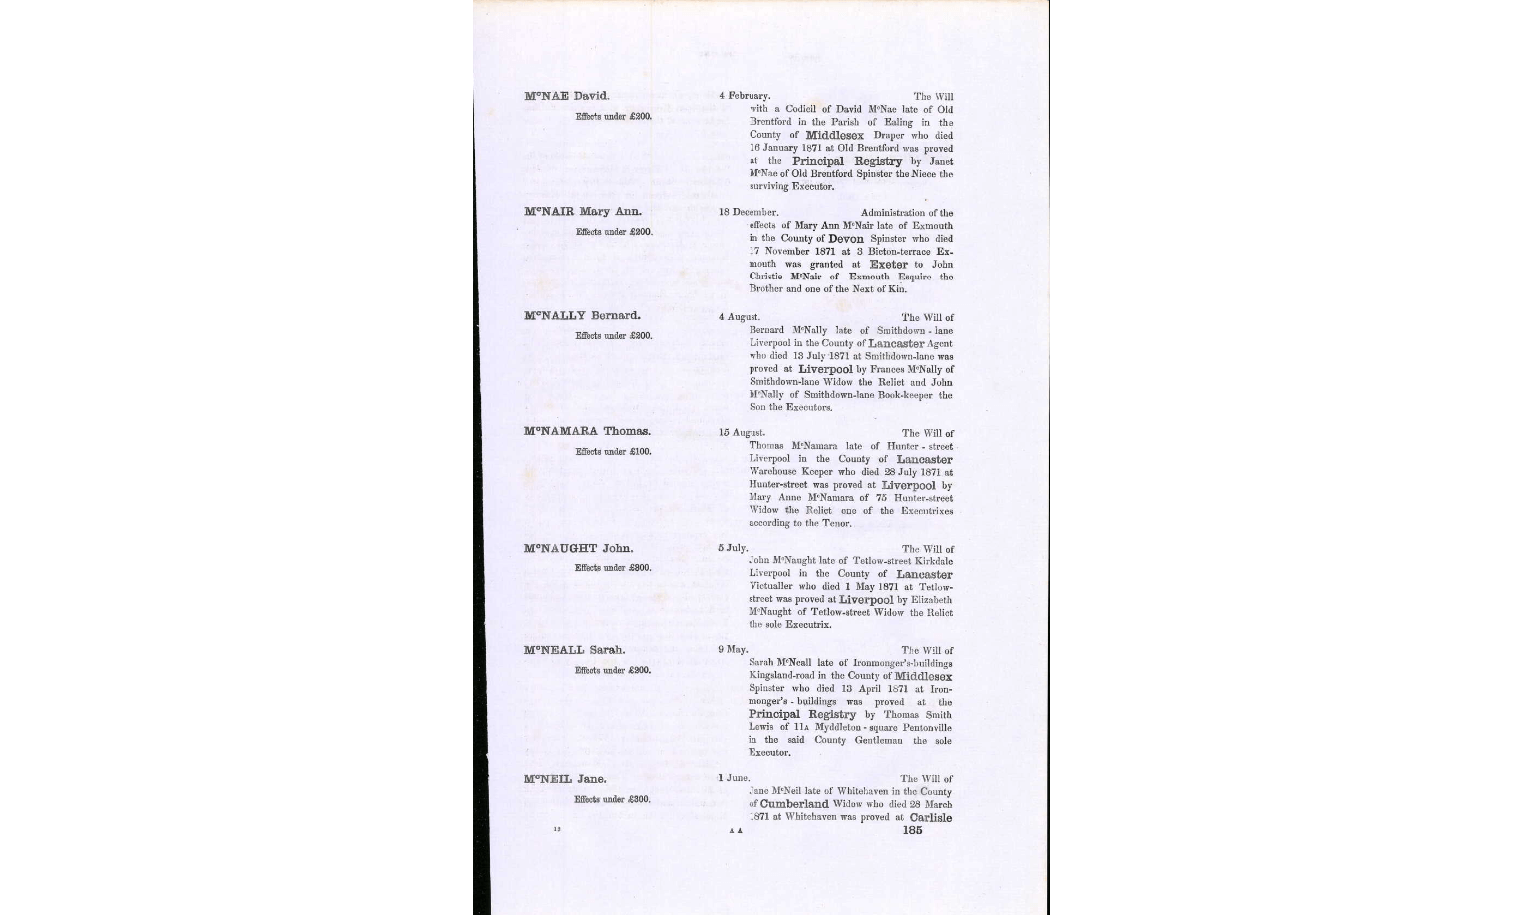 McNAE David.
Effects under £200.
4 February. The Will
with a Codicil of David McNae late of Old
Brentford in the Parish of Ealing in the
County of Middlesex Draper who died
16 January 1871 at Old Brentford was proved
at the Principal Registry by Janet
McNae of Old Brentford Spinster the Niece the
surviving Executor.
McNAIR Mary Ann.
Effects under £200.
18 December. Administration of the
effects of Mary Ann McNair late of Exmouth
in the County of Devon Spinster who died
17 November 1871 at 3 Bicton-terrace Ex-
mouth was granted at Exeter to John
Christie McNair of Exmouth Esquire the
Brother and one of the Next of Kin.
McNALLY Bernard.
Effects under £200.
4 August. The Will of
Bernard McNally late of Smithdown - lane
Liverpool in the County of Lancaster Agent
who died 13 July 1871 at Smithdown-lane was
proved at Liverpool by Frances McNally of
Smithdown-lane Widow the Relict and John
McNally of Smithdown-lane Book-keeper the
Son the Executors.
McNAMARA Thomas.
Effects under £100.
15 August. The Will of
Thomas McNamara late of Hunter - street
Liverpool in the County of Lancaster
Warehouse Keeper who died 28 July 1871 at
Hunter-street was proved at Liverpool by
Mary Anne McNamara of 75 Hunter-street
Widow the Relict one of the Executrixes
according to the Tenor.
McNAUGHT John.
Effects under £800.
5 July. The Will of
John McNaught late of Tetlow-street Kirkdale
Liverpool in the County of Lancaster
Victualler who died 1 May 1871 at Tetlow-
street was proved at Liverpool by Elizabeth
McNaught of Tetlow-street Widow the Relict
the sole Executrix.
McNEALL Sarah.
Effects under £200.
9 May. The Will of
Sarah McNeall late of Ironmonger's-buildings
Kingsland-road in the County of Middlesex
Spinster who died 13 April 1871 at Iron-
monger's - buildings was proved at the
Principal Registry by Thomas Smith
Lewis of 11A Myddleton - square Pentonville
in the said County Gentleman the sole
Executor.
McNEIL Jane.
Effects under £300.
1 June. The Will of
Jane McNeil late of Whitehaven in the County
of Cumberland Widow who died 28 March
1871 at Whitehaven was proved at Carlisle
A A 185